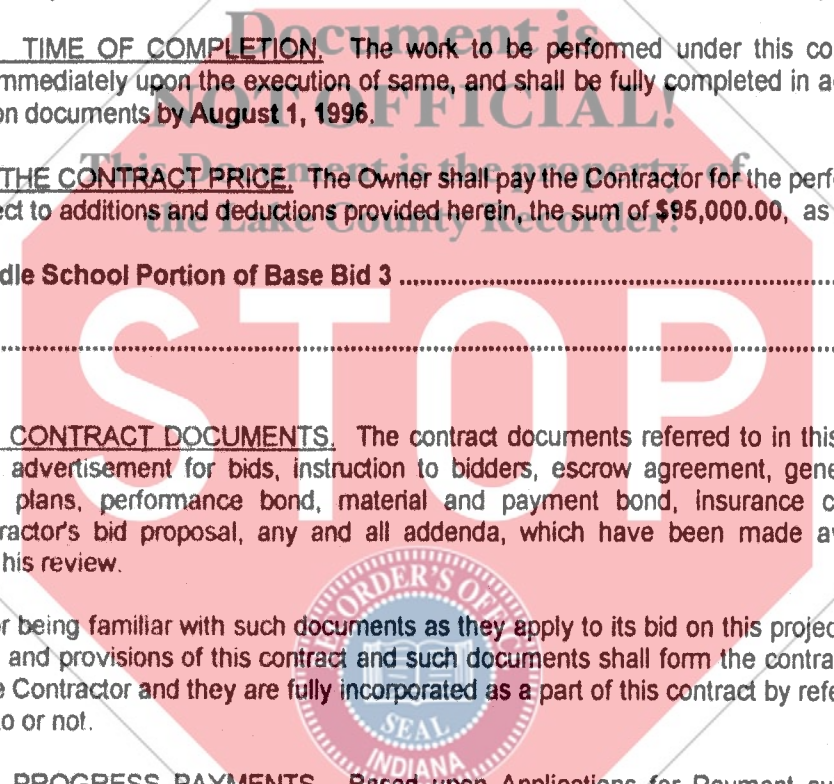 Document is
TIME OF COMPLETION. The work to be performed under this co
mmediately upon the execution of same, and shall be fully completed in a
on documents by August 1, 1996.
NOT OFFICIAL!
This Document is the property of
THE CONTRACT PRICE. The Owner shall pay the Contractor for the perf
ect to additions and deductions provided herein, the sum of $95,000.00, as
the Lake County Recorder!
dle School Portion of Base Bid 3 ................................................................
................................................................................................
STOP
CONTRACT DOCUMENTS. The contract documents referred to in this
advertisement for bids, instruction to bidders, escrow agreement, gene
plans, performance bond, material and payment bond, insurance c
ractor's bid proposal, any and all addenda, which have been made av
his review.
r being familiar with such documents as they apply to its bid on this project
and provisions of this contract and such documents shall form the contra
e Contractor and they are fully incorporated as a part of this contract by refe
o or not.
SEAL
INDIANA
PROGRESS PAYMENTS. Based upon Applications for Payment